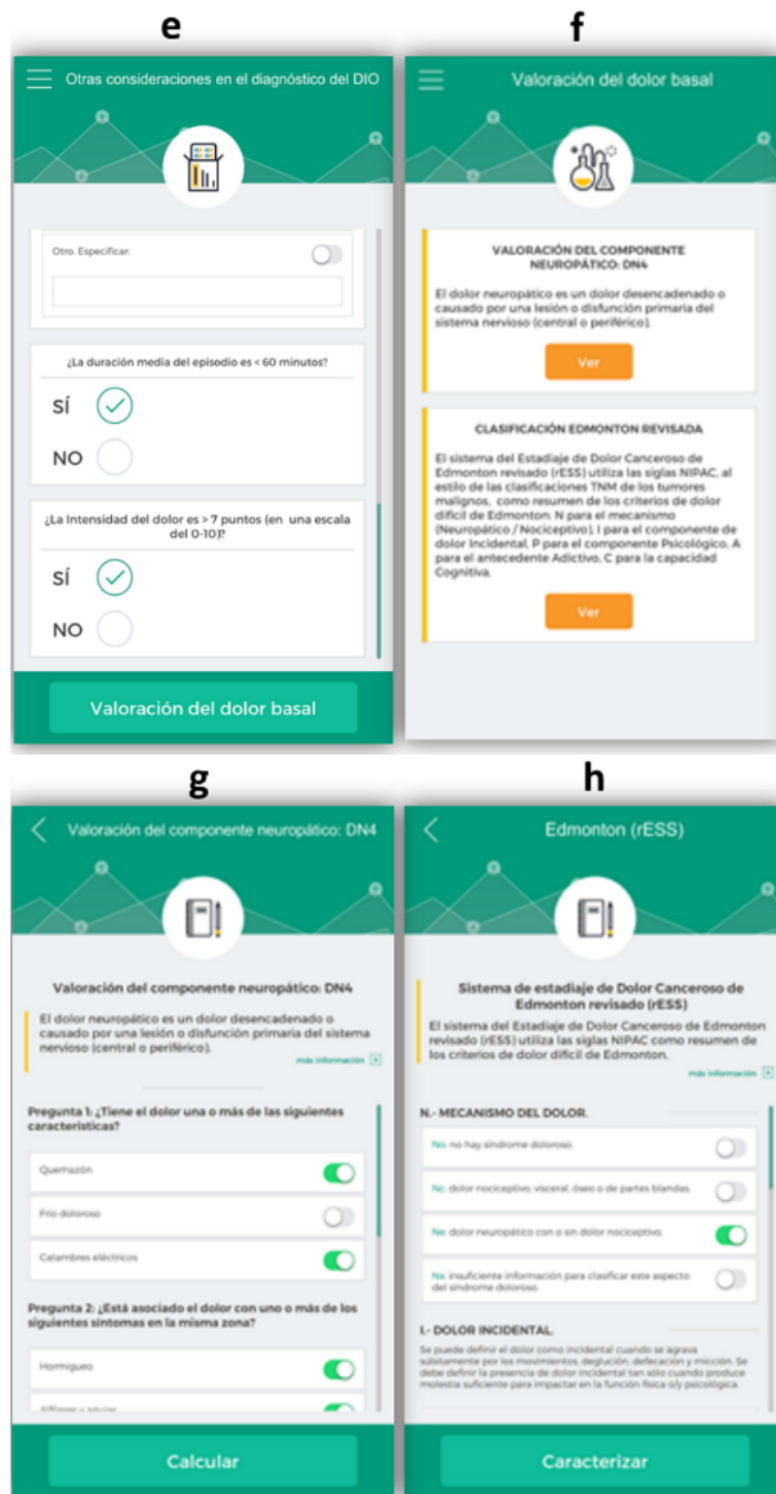 e
Otras consideraciones en el diagnóstico del DIO
Otro. Especificar:
¿La duración media del episodio es < 60 minutos?
SÍ
NO
¿La Intensidad del dolor es > 7 puntos (en una escala
del 0-10)?
SÍ
NO
Valoración del dolor basal
f
Valoración del dolor basal
VALORACIÓN DEL COMPONENTE
NEUROPÁTICO: DN4
El dolor neuropático es un dolor desencadenado o
causado por una lesión o disfunción primaria del
sistema nervioso (central o periférico).
Ver
CLASIFICACIÓN EDMONTON REVISADA
El sistema del Estadiaje de Dolor Canceroso de
Edmonton revisado (rESS) utiliza las siglas NIPAC, al
estilo de las clasificaciones TNM de los tumores
malignos, como resumen de los criterios de dolor
difícil de Edmonton: N para el mecanismo
(Neuropático / Nociceptivo), I para el componente de
dolor Incidental, P para el componente Psicológico, A
para el antecedente Adictivo, C para la capacidad
Cognitiva.
Ver
g
Valoración del componente neuropático: DN4
Valoración del componente neuropático: DN4
El dolor neuropático es un dolor desencadenado o
causado por una lesión o disfunción primaria del sistema
nervioso (central o periférico).
más información
Pregunta 1: ¿Tiene el dolor una o más de las siguientes
características?
Quemazón
Frío doloroso
Calambres eléctricos
Pregunta 2: ¿Está asociado el dolor con uno o más de los
siguientes síntomas en la misma zona?
Hormigueo
Alfileres y agujas
Calcular
h
Edmonton (rESS)
Sistema de estadiaje de Dolor Canceroso de
Edmonton revisado (rESS)
El sistema del Estadiaje de Dolor Canceroso de Edmonton
revisado (rESS) utiliza las siglas NIPAC como resumen de
los criterios de dolor difícil de Edmonton.
más información
N.- MECANISMO DEL DOLOR.
No: no hay síndrome doloroso.
Nc: dolor nociceptivo, visceral, óseo o de partes blandas.
Ne: dolor neuropático con o sin dolor nociceptivo.
Nx: insuficiente información para clasificar este aspecto
del síndrome doloroso.
I.- DOLOR INCIDENTAL.
Se puede definir el dolor como incidental cuando se agrava
súbitamente por los movimientos, deglución, defecación y micción. Se
debe definir la presencia de dolor incidental tan sólo cuando produce
molestia suficiente para impactar en la función física o/y psicológica.
Caracterizar